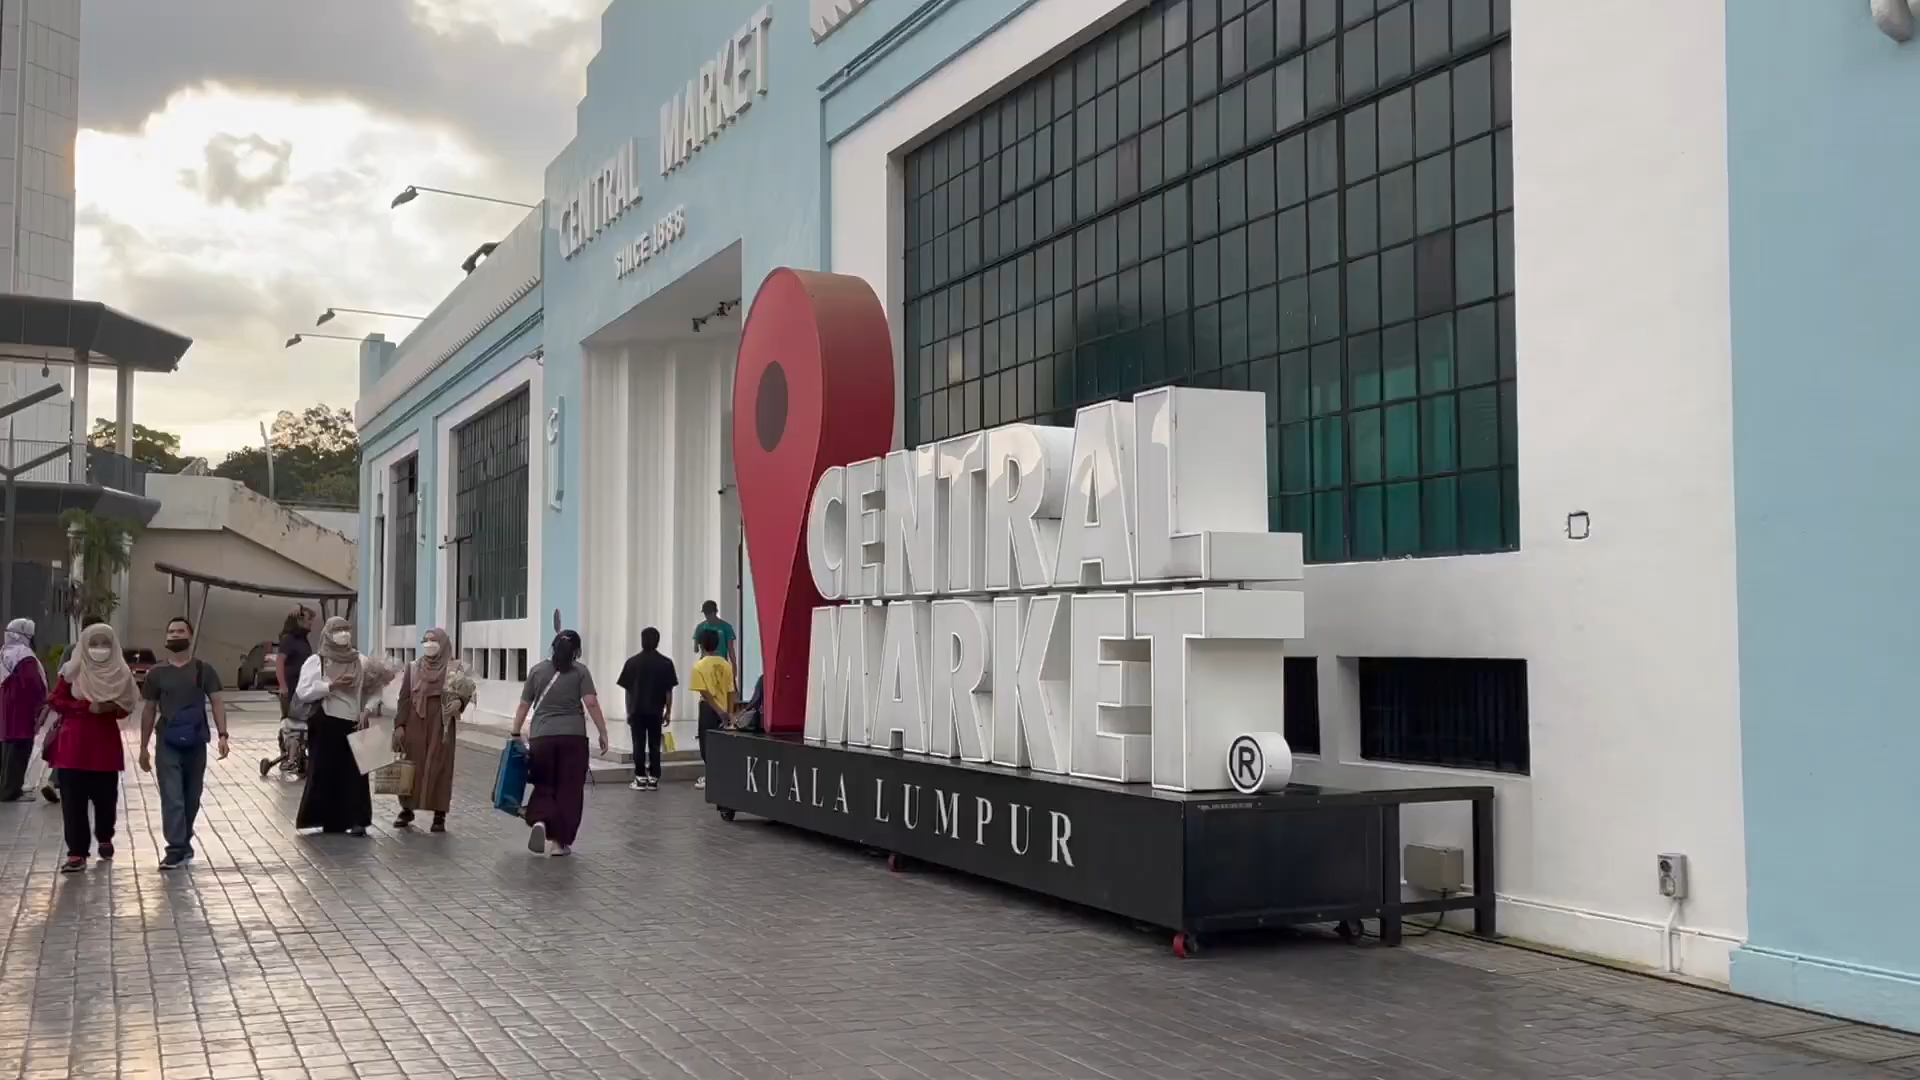 CENTRAL MARKET
SINCE 1888
CENTRAL
MARKET
®
KUALA LUMPUR